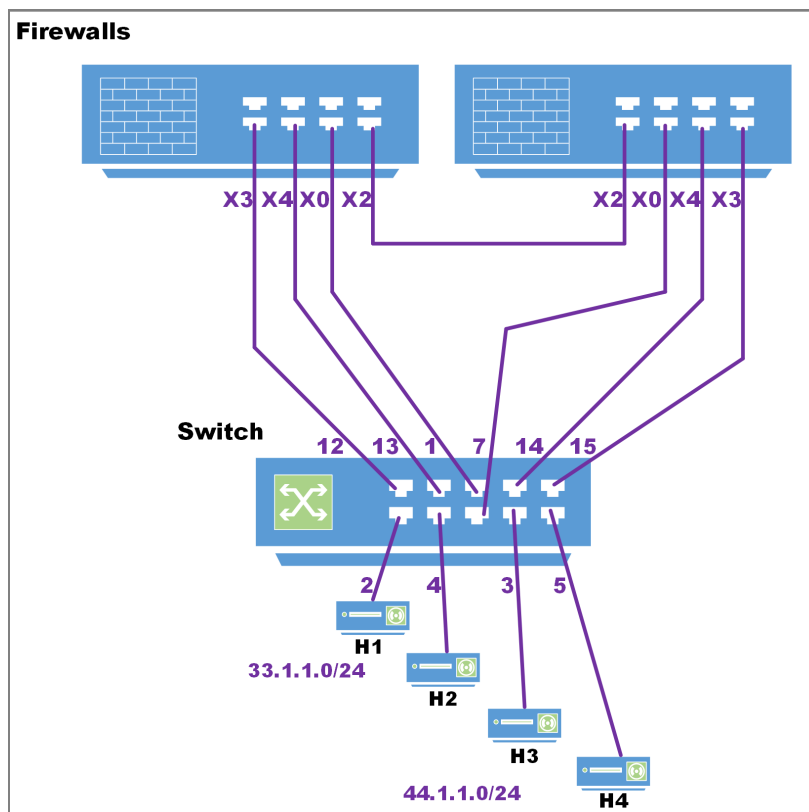 Firewalls
X3 X4 X0 X2
X2 X0 X4 X3
Switch
12 13 1 7 14 15
2 4 3 5
H1
33.1.1.0/24
H2
H3
44.1.1.0/24
H4